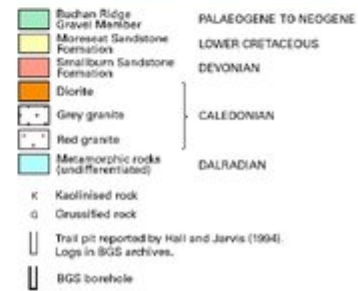 Buchan Ridge
Gravel Member
PALAEOGENE TO NEOGENE
Moreseat Sandstone
Formation
LOWER CRETACEOUS
Smallburn Sandstone
Formation
DEVONIAN
Diorite
Grey granite
CALEDONIAN
Red granite
Metamorphic rocks
(undifferentiated)
DALRADIAN
K Kaolinised rock
G Grussified rock
Trail pit reported by Hall and Jarvis (1994).
Logs in BGS archives.
BGS borehole